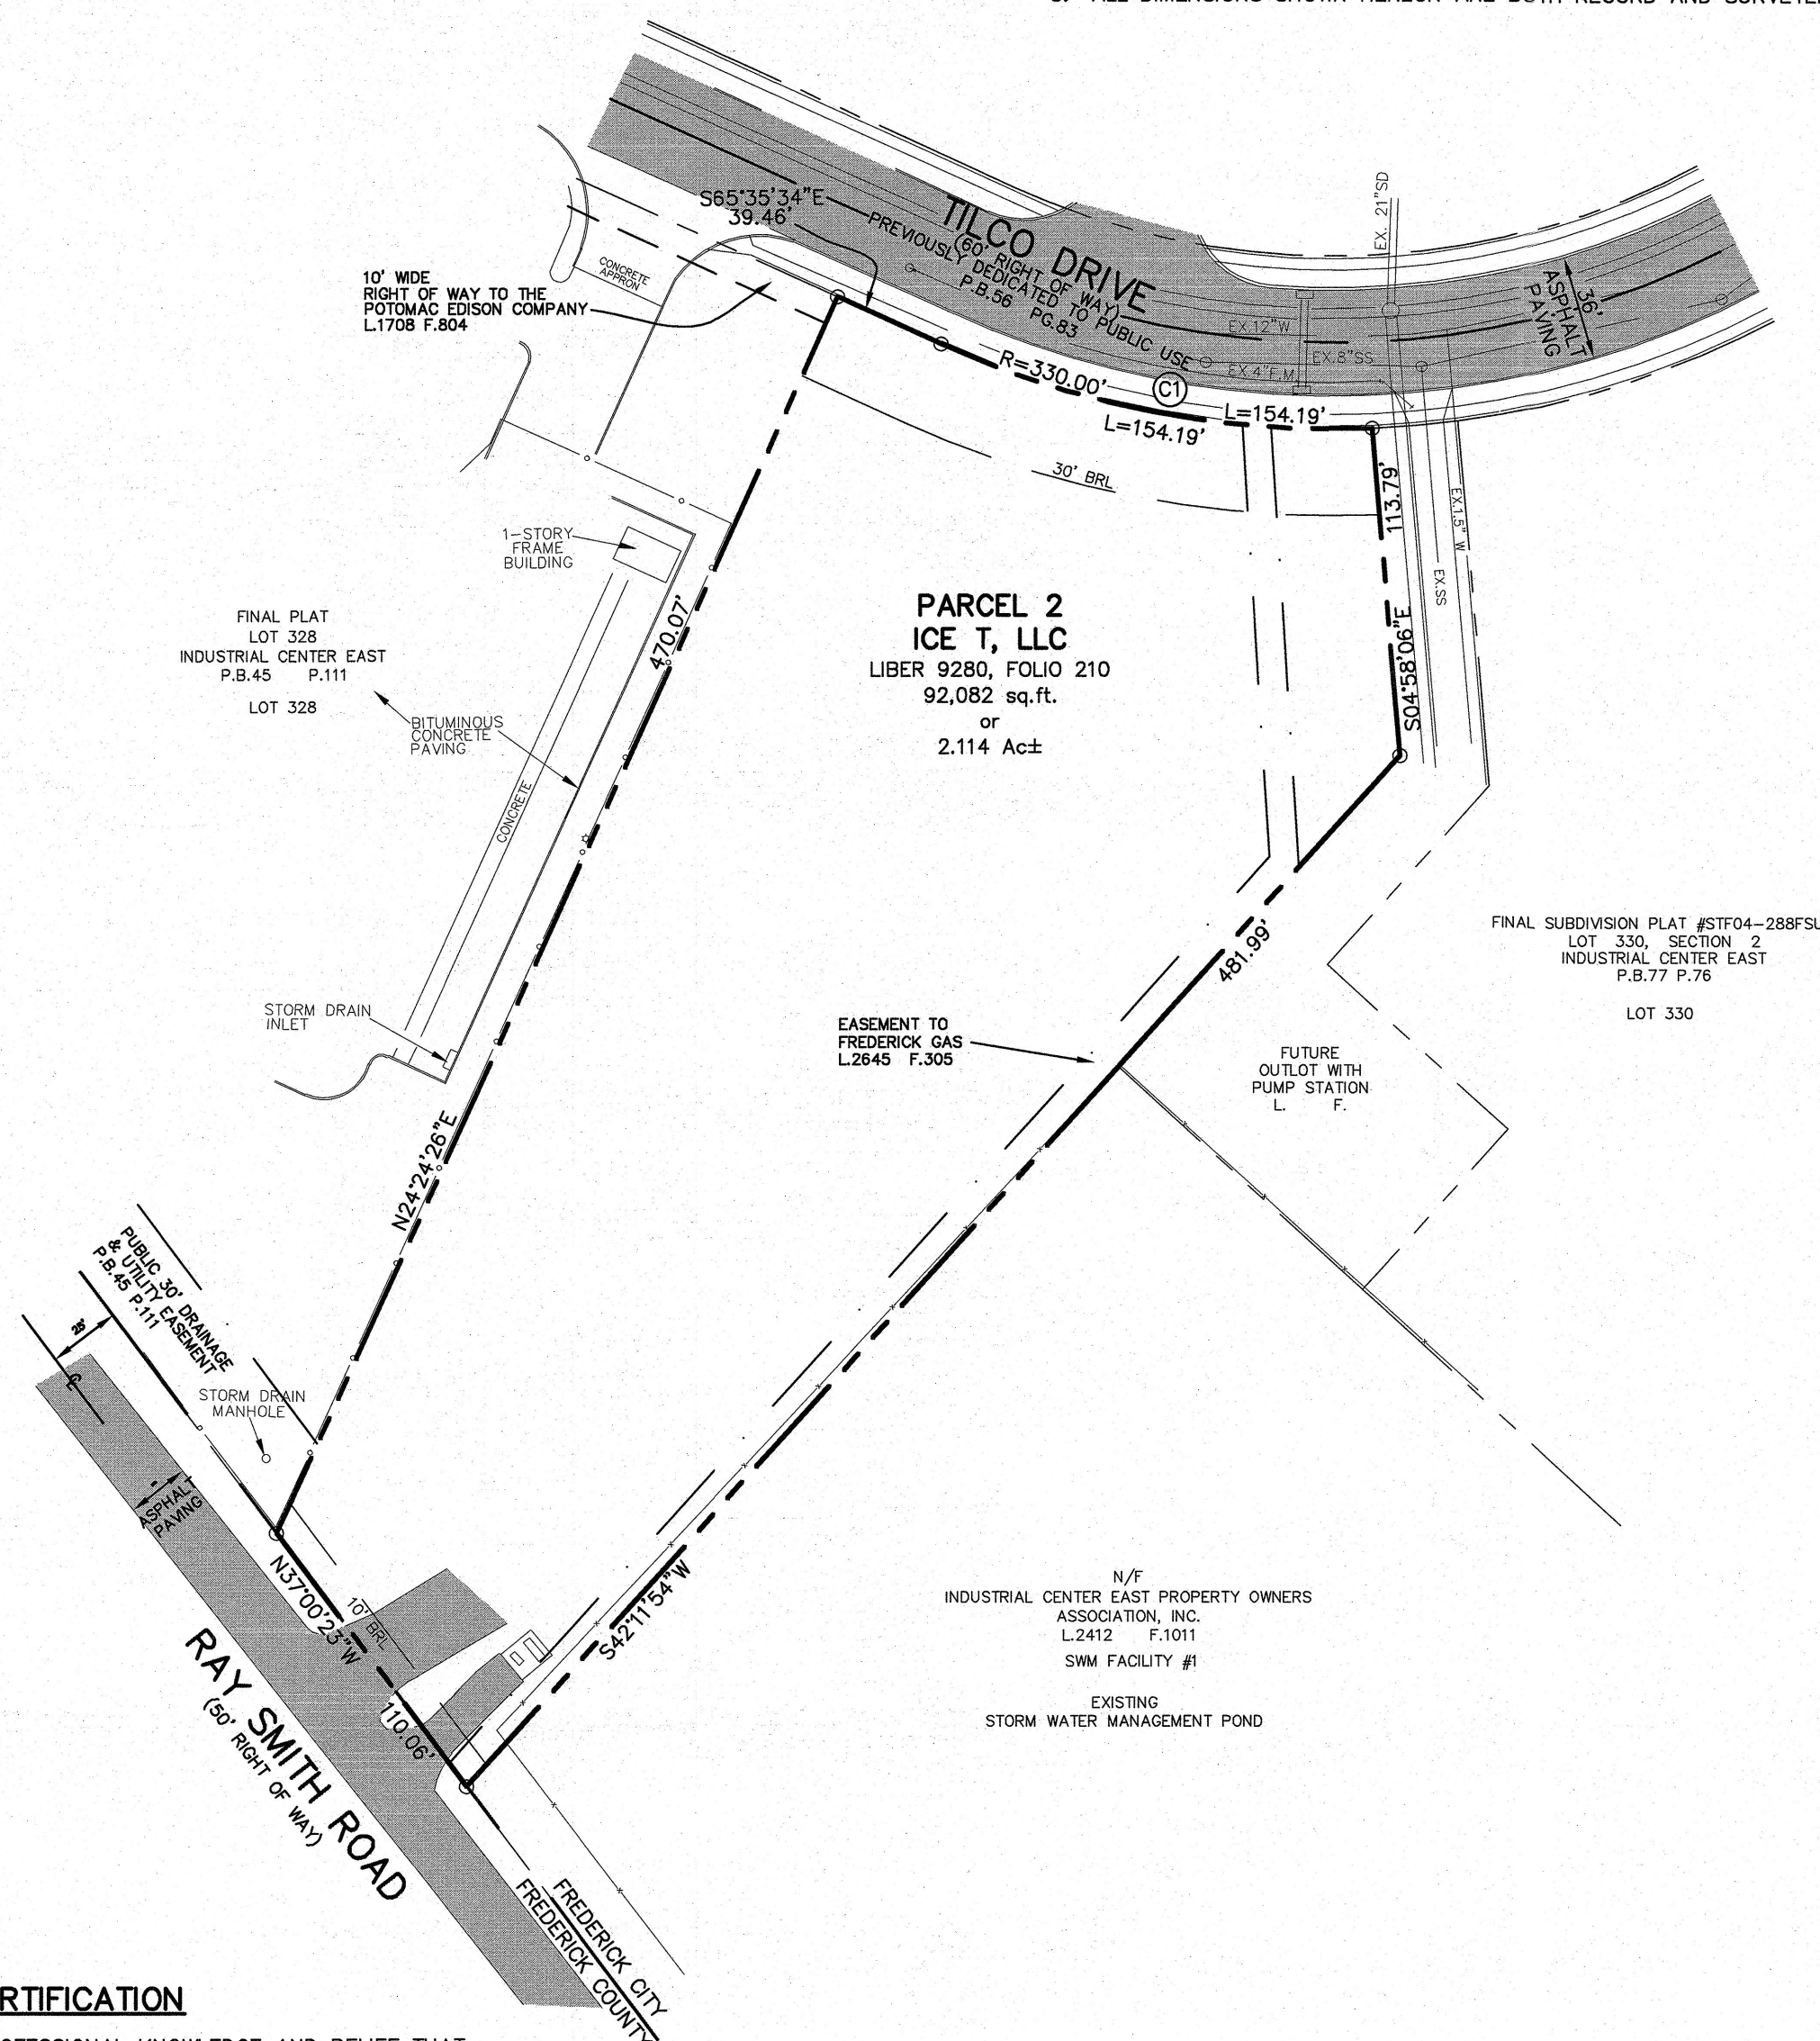 S65°35'34"E
39.46'
TILCO DRIVE
(60' RIGHT OF WAY)
PREVIOUSLY DEDICATED TO PUBLIC USE
P.B.56 PG.83
EX. 21"SD
36'
ASPHALT
PAVING
10' WIDE
RIGHT OF WAY TO THE
POTOMAC EDISON COMPANY
L.1708 F.804
CONCRETE
APPRON
EX 12"W
EX.8"SS
EX 4"F.M
R=330.00'
C1
L=154.19'
L=154.19'
30' BRL
113.79'
EX.1.5" W
EX.SS
S04°58'06"E
1-STORY
FRAME
BUILDING
470.07'
PARCEL 2
ICE T, LLC
LIBER 9280, FOLIO 210
92,082 sq.ft.
or
2.114 Ac±
FINAL PLAT
LOT 328
INDUSTRIAL CENTER EAST
P.B.45 P.111
LOT 328
BITUMINOUS
CONCRETE
PAVING
CONCRETE
481.99'
FINAL SUBDIVISION PLAT #STF04-288FSU
LOT 330, SECTION 2
INDUSTRIAL CENTER EAST
P.B.77 P.76
LOT 330
STORM DRAIN
INLET
EASEMENT TO
FREDERICK GAS
L.2645 F.305
FUTURE
OUTLOT WITH
PUMP STATION
L. F.
N24°24'26"E
PUBLIC 30' DRAINAGE
& UTILITY EASEMENT
P.B.45 P.111
25'
STORM DRAIN
MANHOLE
ASPHALT
PAVING
N37°00'23"W
10' BRL
110.06'
S42°11'54"W
RAY SMITH ROAD
(50' RIGHT OF WAY)
N/F
INDUSTRIAL CENTER EAST PROPERTY OWNERS
ASSOCIATION, INC.
L.2412 F.1011
SWM FACILITY #1
EXISTING
STORM WATER MANAGEMENT POND
FREDERICK CITY
FREDERICK COUNTY
RTIFICATION